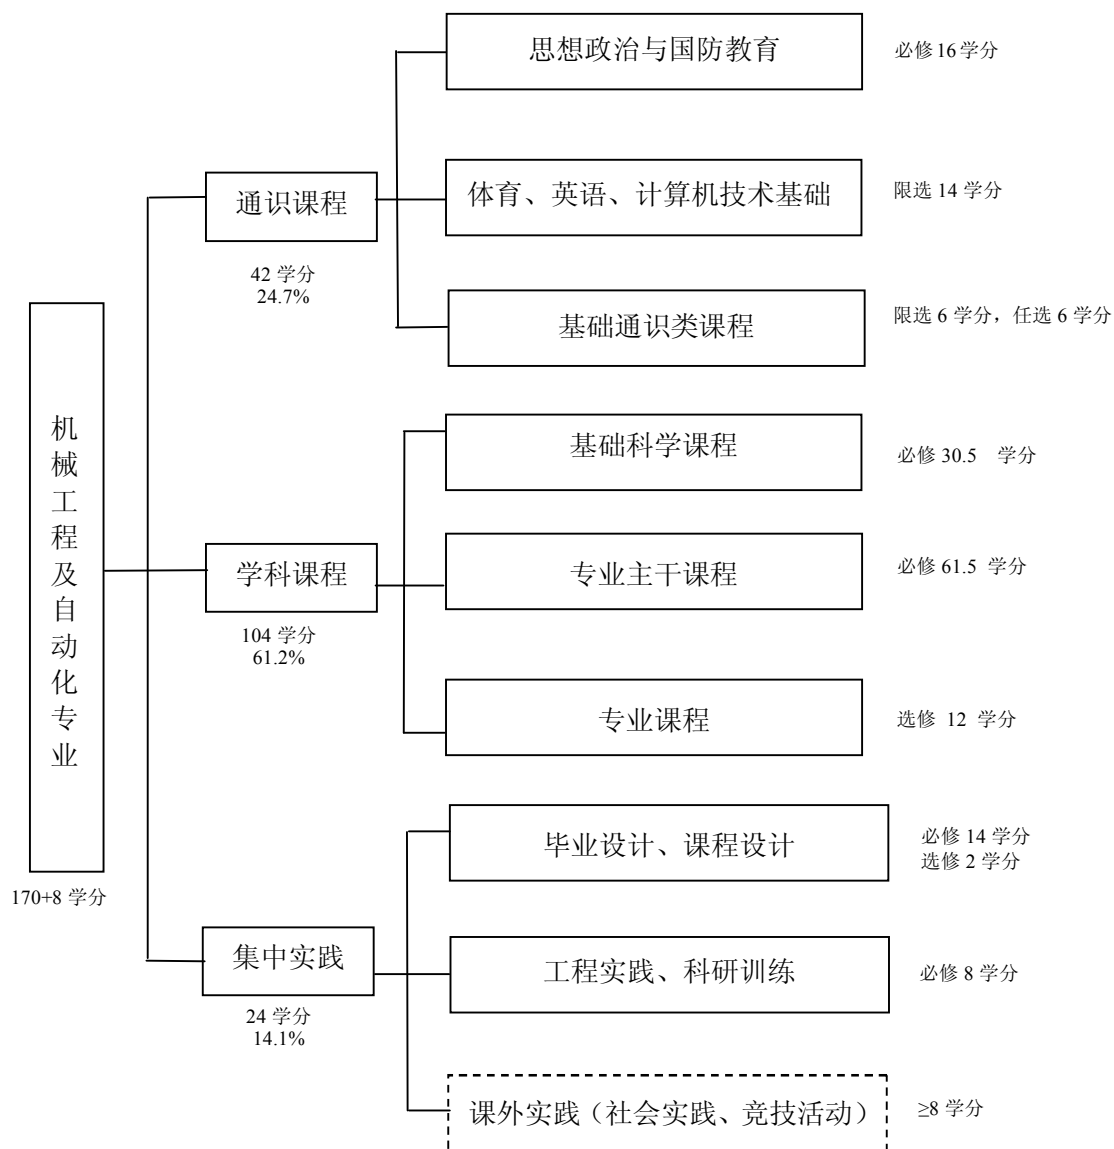 思想政治与国防教育
必修 16 学分
通识课程
42 学分
24.7%
体育、英语、计算机技术基础
限选 14 学分
基础通识类课程
限选 6 学分，任选 6 学分
机械工程及自动化专业
170+8 学分
基础科学课程
必修 30.5 学分
学科课程
104 学分
61.2%
专业主干课程
必修 61.5 学分
专业课程
选修 12 学分
毕业设计、课程设计
必修 14 学分
选修 2 学分
集中实践
24 学分
14.1%
工程实践、科研训练
必修 8 学分
课外实践（社会实践、竞技活动）
≥8 学分